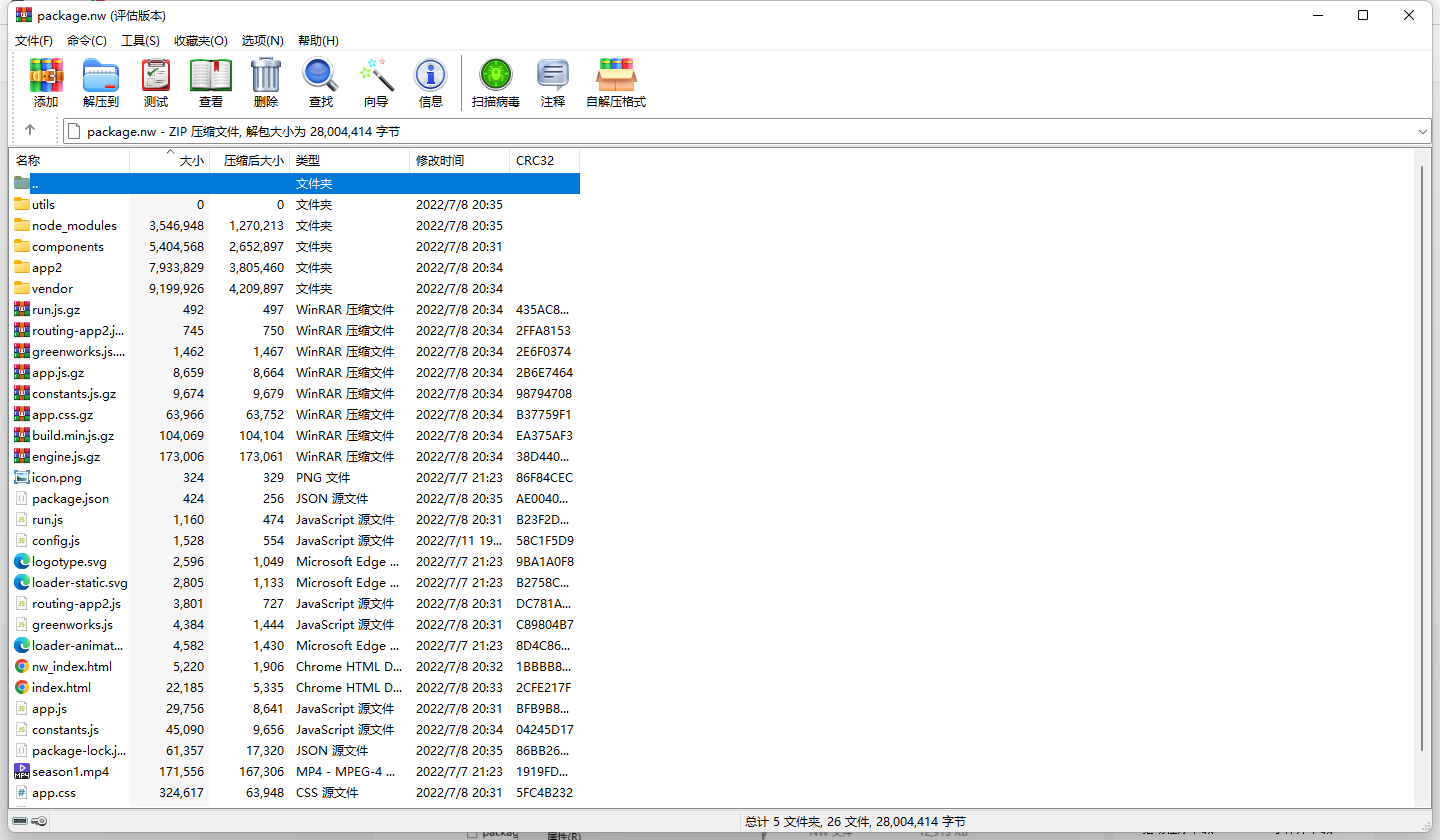 package.nw (评估版本)
文件(F) 命令(C) 工具(S) 收藏夹(O) 选项(N) 帮助(H)
添加 解压到 测试 查看 删除 查找 向导 信息 扫描病毒 注释 自解压格式
package.nw - ZIP 压缩文件, 解包大小为 28,004,414 字节
名称 大小 压缩后大小 类型 修改时间 CRC32
.. 文件夹
utils 0 0 文件夹 2022/7/8 20:35
node_modules 3,546,948 1,270,213 文件夹 2022/7/8 20:35
components 5,404,568 2,652,897 文件夹 2022/7/8 20:31
app2 7,933,829 3,805,460 文件夹 2022/7/8 20:34
vendor 9,199,926 4,209,897 文件夹 2022/7/8 20:34
run.js.gz 492 497 WinRAR 压缩文件 2022/7/8 20:34 435AC8...
routing-app2.j... 745 750 WinRAR 压缩文件 2022/7/8 20:34 2FFA8153
greenworks.js.... 1,462 1,467 WinRAR 压缩文件 2022/7/8 20:34 2E6F0374
app.js.gz 8,659 8,664 WinRAR 压缩文件 2022/7/8 20:34 2B6E7464
constants.js.gz 9,674 9,679 WinRAR 压缩文件 2022/7/8 20:34 98794708
app.css.gz 63,966 63,752 WinRAR 压缩文件 2022/7/8 20:34 B37759F1
build.min.js.gz 104,069 104,104 WinRAR 压缩文件 2022/7/8 20:34 EA375AF3
engine.js.gz 173,006 173,061 WinRAR 压缩文件 2022/7/8 20:34 38D440...
icon.png 324 329 PNG 文件 2022/7/7 21:23 86F84CEC
package.json 424 256 JSON 源文件 2022/7/8 20:35 AE0040...
run.js 1,160 474 JavaScript 源文件 2022/7/8 20:31 B23F2D...
config.js 1,528 554 JavaScript 源文件 2022/7/11 19... 58C1F5D9
logotype.svg 2,596 1,049 Microsoft Edge ... 2022/7/7 21:23 9BA1A0F8
loader-static.svg 2,805 1,133 Microsoft Edge ... 2022/7/7 21:23 B2758C...
routing-app2.js 3,801 727 JavaScript 源文件 2022/7/8 20:31 DC781A...
greenworks.js 4,384 1,444 JavaScript 源文件 2022/7/8 20:31 C89804B7
loader-animat... 4,582 1,430 Microsoft Edge ... 2022/7/7 21:23 8D4C86...
nw_index.html 5,220 1,906 Chrome HTML D... 2022/7/8 20:32 1BBBB8...
index.html 22,185 5,335 Chrome HTML D... 2022/7/8 20:33 2CFE217F
app.js 29,756 8,641 JavaScript 源文件 2022/7/8 20:31 BFB9B8...
constants.js 45,090 9,656 JavaScript 源文件 2022/7/8 20:34 04245D17
package-lock.j... 61,357 17,320 JSON 源文件 2022/7/8 20:35 86BB26...
season1.mp4 171,556 167,306 MP4 - MPEG-4 ... 2022/7/7 21:23 1919FD...
app.css 324,617 63,948 CSS 源文件 2022/7/8 20:31 5FC4B232
总计 5 文件夹, 26 文件, 28,004,414 字节